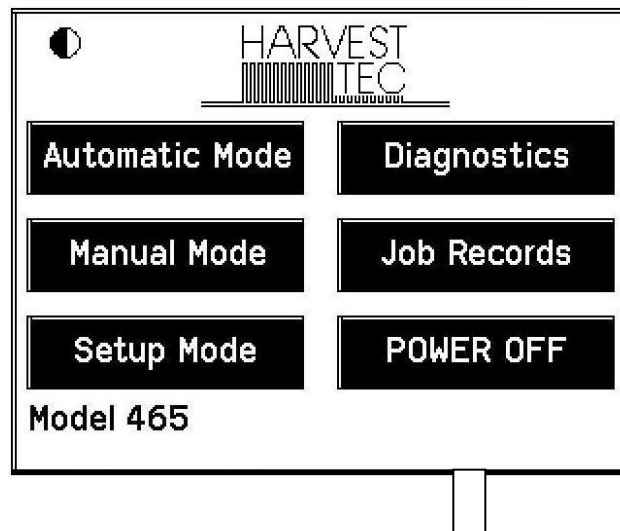 HARVEST
TEC
Automatic Mode
Diagnostics
Manual Mode
Job Records
Setup Mode
POWER OFF
Model 465